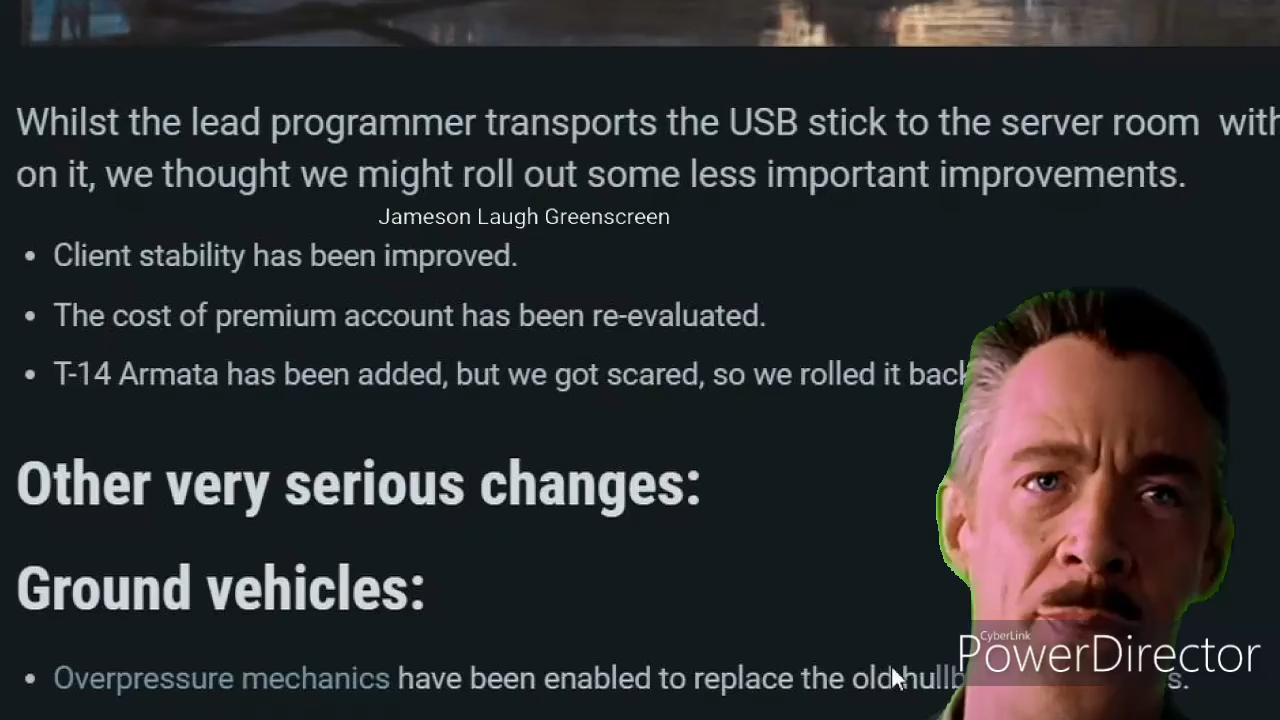 Whilst the lead programmer transports the USB stick to the server room with
on it, we thought we might roll out some less important improvements.
Jameson Laugh Greenscreen
• Client stability has been improved.
• The cost of premium account has been re-evaluated.
• T-14 Armata has been added, but we got scared, so we rolled it back
Other very serious changes:
Ground vehicles:
• Overpressure mechanics have been enabled to replace the old
CyberLink
PowerDirector